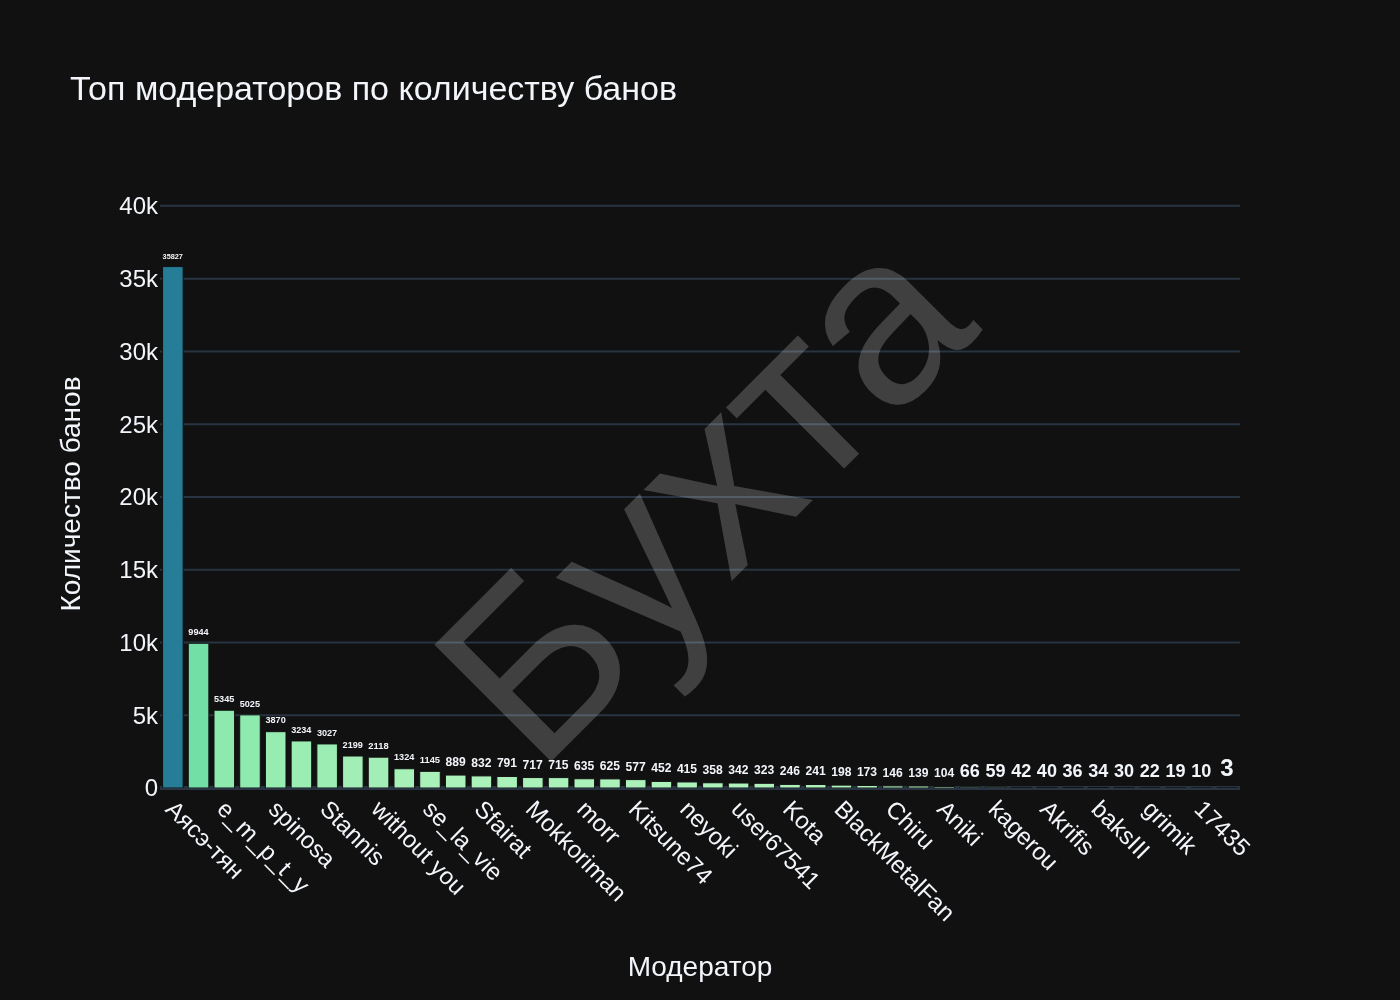 Топ модераторов по количеству банов
Количество банов
40k
35k
30k
25k
20k
15k
10k
5k
0
35827 9944 5345 5025 3870 3234 3027 2199 2118 1324 1145 889 832 791 717 715 635 625 577 452 415 358 342 323 246 241 198 173 146 139 104 66 59 42 40 36 34 30 22 19 10 3
Бухта
Аясэ-тян
e_m_p_t_y
spinosa
Stannis
without you
se_la_vie
Sfairat
Mokkoriman
morr
Kitsune74
neyoki
user67541
Kota
BlackMetalFan
Chiru
Aniki
kagerou
Akrifis
grimik
17435
Модератор